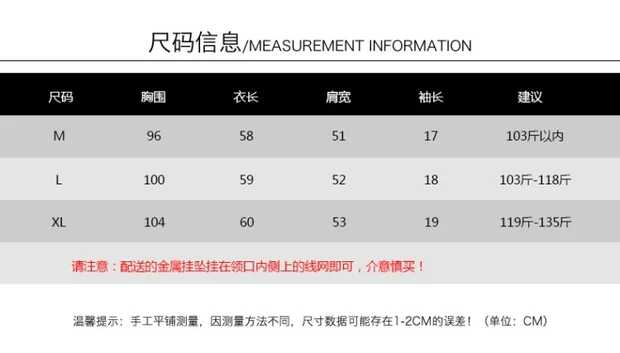 尺码信息/MEASUREMENT INFORMATION
尺码 胸围 衣长 肩宽 袖长 建议
M 96 58 51 17 103斤以内
L 100 59 52 18 103斤-118斤
XL 104 60 53 19 119斤-135斤
请注意：配送的金属挂坠挂在领口内侧上的线网即可，介意慎买！
温馨提示：手工平铺测量，因测量方法不同，尺寸数据可能存在1-2CM的误差！（单位：CM）